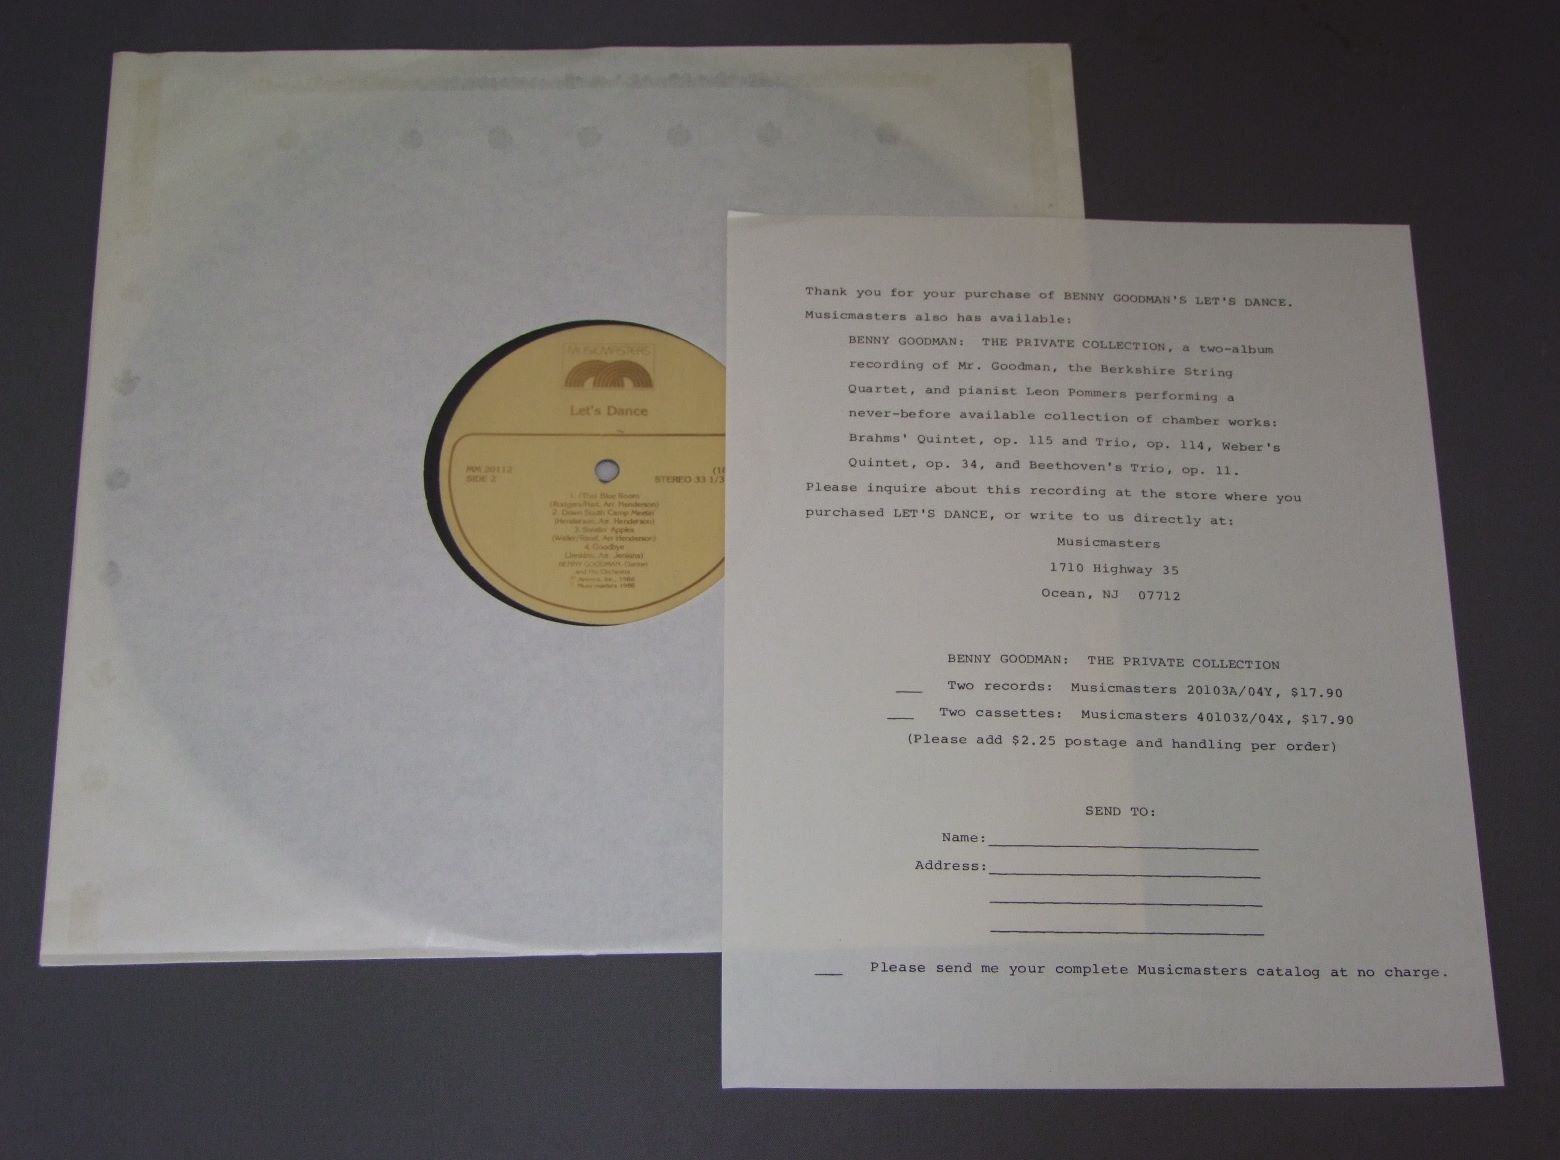 MUSICMASTERS
Let's Dance
MM 20112
SIDE 2
STEREO 33 1/3
1. (The) Blue Room
(Rodgers/Hart, Arr. Henderson)
2. Down South Camp Meetin'
(Henderson, Arr. Henderson)
3. Stealin' Apples
(Waller/Razaf, Arr. Henderson)
4. Goodbye
(Jenkins, Arr. Jenkins)
BENNY GOODMAN, Clarinet
and His Orchestra
Musicmasters 1986
Thank you for your purchase of BENNY GOODMAN'S LET'S DANCE.
Musicmasters also has available:
BENNY GOODMAN: THE PRIVATE COLLECTION, a two-album
recording of Mr. Goodman, the Berkshire String
Quartet, and pianist Leon Pommers performing a
never-before available collection of chamber works:
Brahms' Quintet, op. 115 and Trio, op. 114, Weber's
Quintet, op. 34, and Beethoven's Trio, op. 11.
Please inquire about this recording at the store where you
purchased LET'S DANCE, or write to us directly at:
Musicmasters
1710 Highway 35
Ocean, NJ 07712
BENNY GOODMAN: THE PRIVATE COLLECTION
___ Two records: Musicmasters 20103A/04Y, $17.90
___ Two cassettes: Musicmasters 40103Z/04X, $17.90
(Please add $2.25 postage and handling per order)
SEND TO:
Name:
Address:
___ Please send me your complete Musicmasters catalog at no charge.